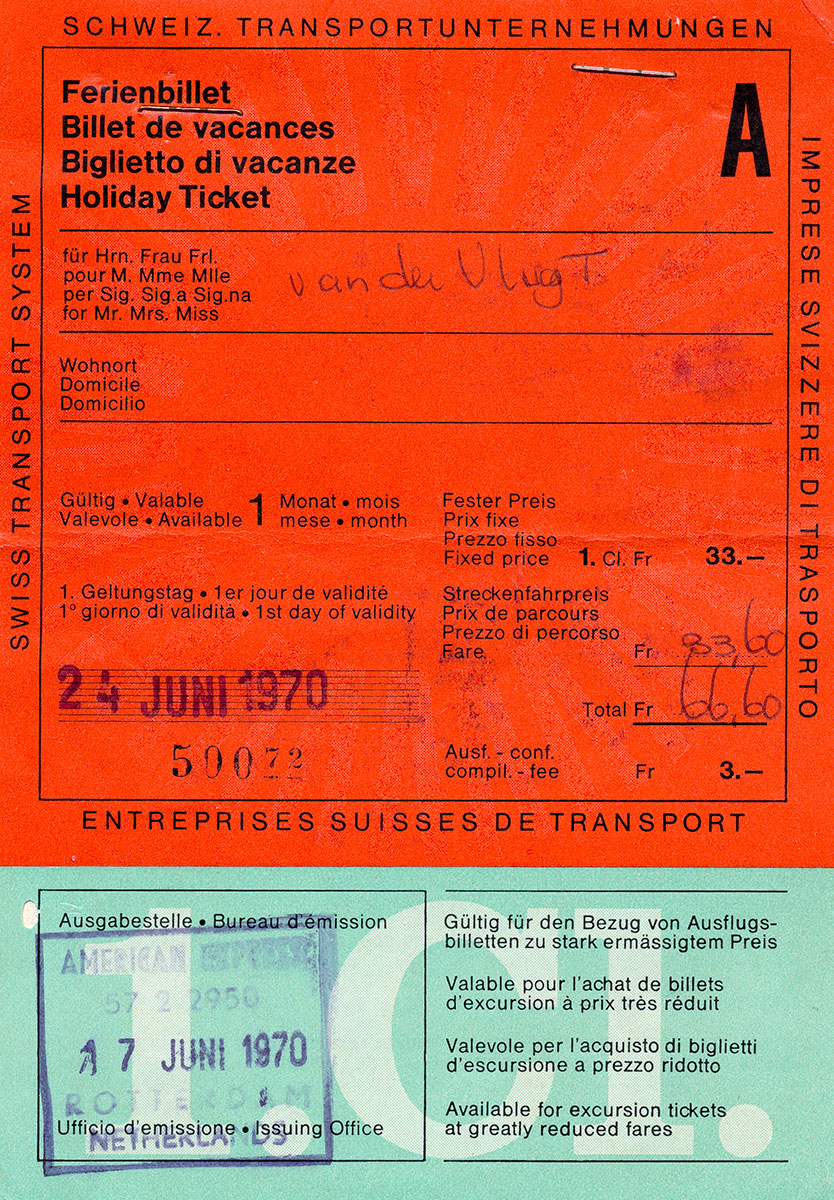 SCHWEIZ. TRANSPORTUNTERNEHMUNGEN
SWISS TRANSPORT SYSTEM
IMPRESE SVIZZERE DI TRASPORTO
Ferienbillet
Billet de vacances
Biglietto di vacanze
Holiday Ticket
A
für Hrn. Frau Frl.
pour M. Mme Mlle
per Sig. Sig.a Sig.na
for Mr. Mrs. Miss
van der Vlugt
Wohnort
Domicile
Domicilio
Gültig • Valable
Valevole • Available
1
Monat • mois
mese • month
Fester Preis
Prix fixe
Prezzo fisso
Fixed price 1. Cl. Fr 33.—
1. Geltungstag • 1er jour de validité
1° giorno di validità • 1st day of validity
24 JUNI 1970
50072
Streckenfahrpreis
Prix de parcours
Prezzo di percorso
Fare Fr 33,60
Total Fr 66,60
Ausf. - conf.
compil. - fee Fr 3.—
ENTREPRISES SUISSES DE TRANSPORT
Ausgabestelle • Bureau d'émission
AMERICAN EXPRESS
57 2 2950
17 JUNI 1970
ROTTERDAM
Ufficio d'emissione • Issuing Office
NETHERLANDS
1. Cl.
Gültig für den Bezug von Ausflugs-
billetten zu stark ermässigtem Preis
Valable pour l'achat de billets
d'excursion à prix très réduit
Valevole per l'acquisto di biglietti
d'escursione a prezzo ridotto
Available for excursion tickets
at greatly reduced fares